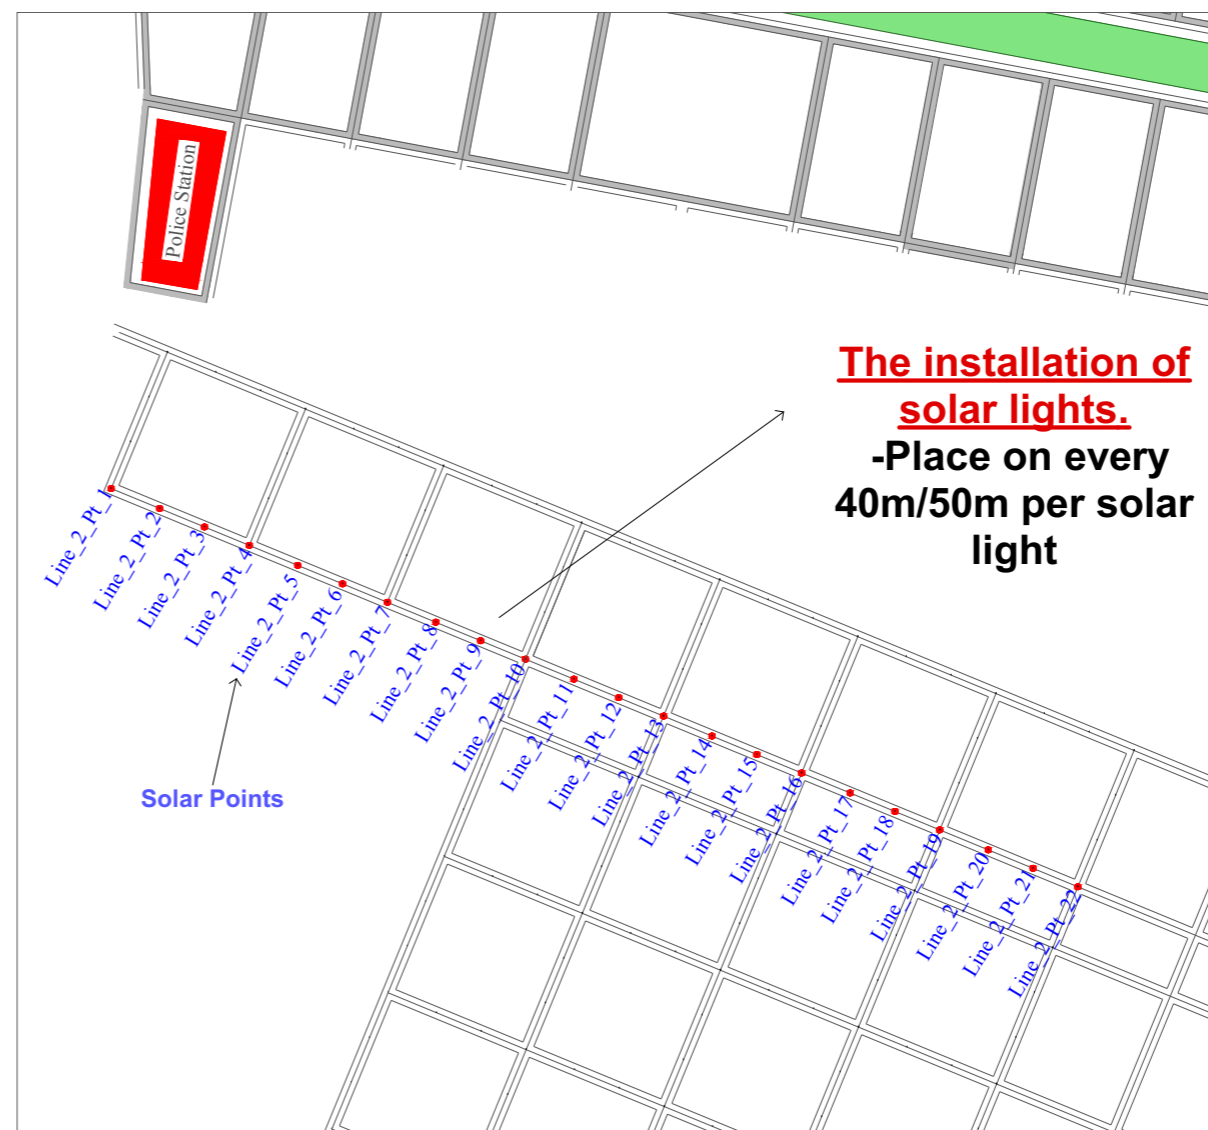 Police Station
The installation of
solar lights.
-Place on every
40m/50m per solar
light
Line_2_Pt_1
Line_2_Pt_2
Line_2_Pt_3
Line_2_Pt_4
Line_2_Pt_5
Line_2_Pt_6
Line_2_Pt_7
Line_2_Pt_8
Line_2_Pt_9
Line_2_Pt_10
Line_2_Pt_11
Line_2_Pt_12
Line_2_Pt_13
Line_2_Pt_14
Line_2_Pt_15
Line_2_Pt_16
Line_2_Pt_17
Line_2_Pt_18
Line_2_Pt_19
Line_2_Pt_20
Line_2_Pt_21
Line_2_Pt_22
Solar Points